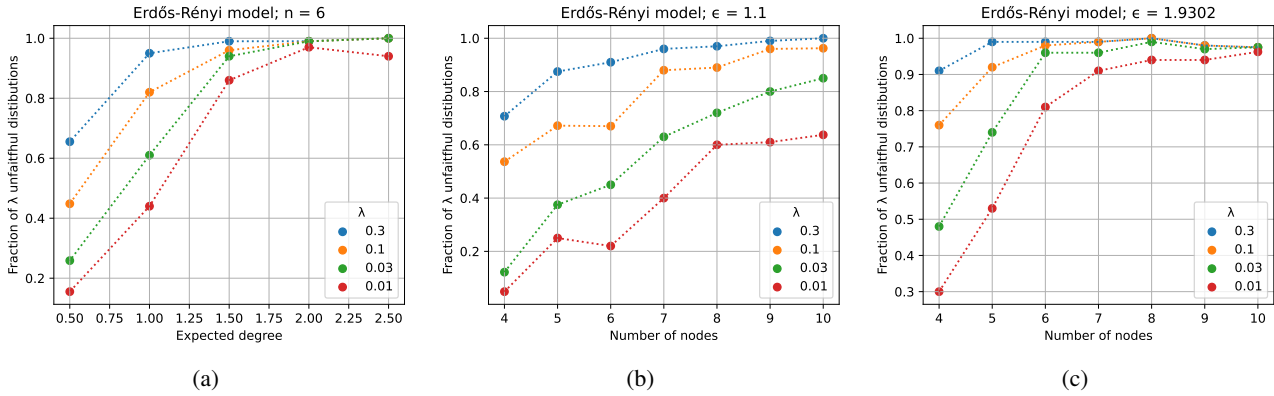 Erdős-Rényi model; n = 6
Fraction of λ unfaitfhul distibutions
1.0
0.8
0.6
0.4
0.2
0.50 0.75 1.00 1.25 1.50 1.75 2.00 2.25 2.50
Expected degree
λ
0.3
0.1
0.03
0.01
(a)
Erdős-Rényi model; ϵ = 1.1
Fraction of λ unfaitfhul distibutions
1.0
0.8
0.6
0.4
0.2
4 5 6 7 8 9 10
Number of nodes
λ
0.3
0.1
0.03
0.01
(b)
Erdős-Rényi model; ϵ = 1.9302
Fraction of λ unfaitfhul distibutions
1.0
0.9
0.8
0.7
0.6
0.5
0.4
0.3
4 5 6 7 8 9 10
Number of nodes
λ
0.3
0.1
0.03
0.01
(c)